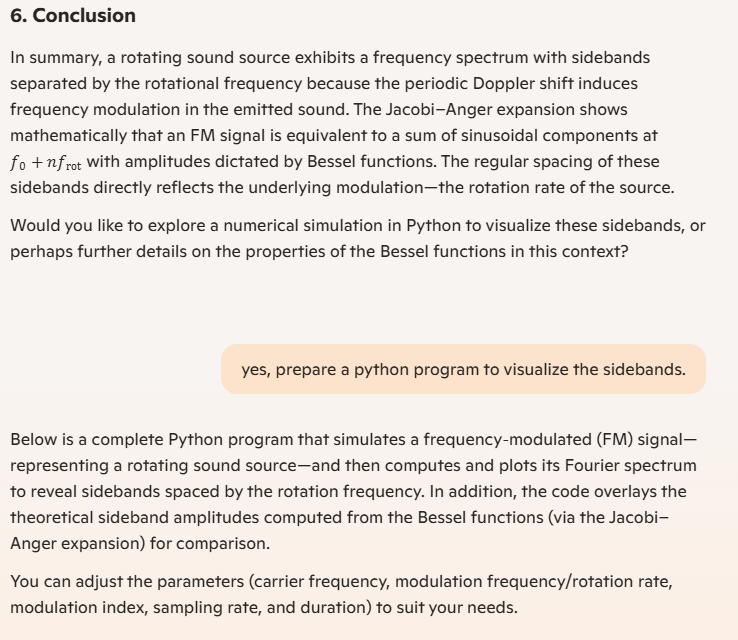 6. Conclusion
In summary, a rotating sound source exhibits a frequency spectrum with sidebands
separated by the rotational frequency because the periodic Doppler shift induces
frequency modulation in the emitted sound. The Jacobi–Anger expansion shows
mathematically that an FM signal is equivalent to a sum of sinusoidal components at
f₀ + nf_rot with amplitudes dictated by Bessel functions. The regular spacing of these
sidebands directly reflects the underlying modulation—the rotation rate of the source.
Would you like to explore a numerical simulation in Python to visualize these sidebands, or
perhaps further details on the properties of the Bessel functions in this context?
yes, prepare a python program to visualize the sidebands.
Below is a complete Python program that simulates a frequency-modulated (FM) signal—
representing a rotating sound source—and then computes and plots its Fourier spectrum
to reveal sidebands spaced by the rotation frequency. In addition, the code overlays the
theoretical sideband amplitudes computed from the Bessel functions (via the Jacobi–
Anger expansion) for comparison.
You can adjust the parameters (carrier frequency, modulation frequency/rotation rate,
modulation index, sampling rate, and duration) to suit your needs.